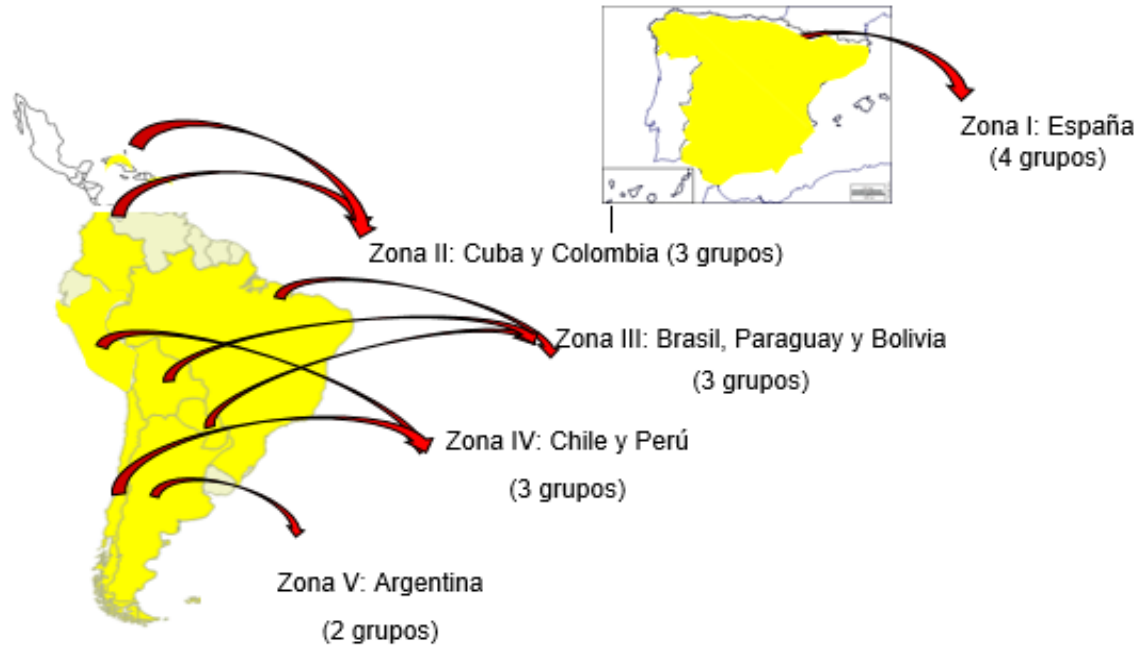 Zona I: España
(4 grupos)
Zona II: Cuba y Colombia (3 grupos)
Zona III: Brasil, Paraguay y Bolivia
(3 grupos)
Zona IV: Chile y Perú
(3 grupos)
Zona V: Argentina
(2 grupos)